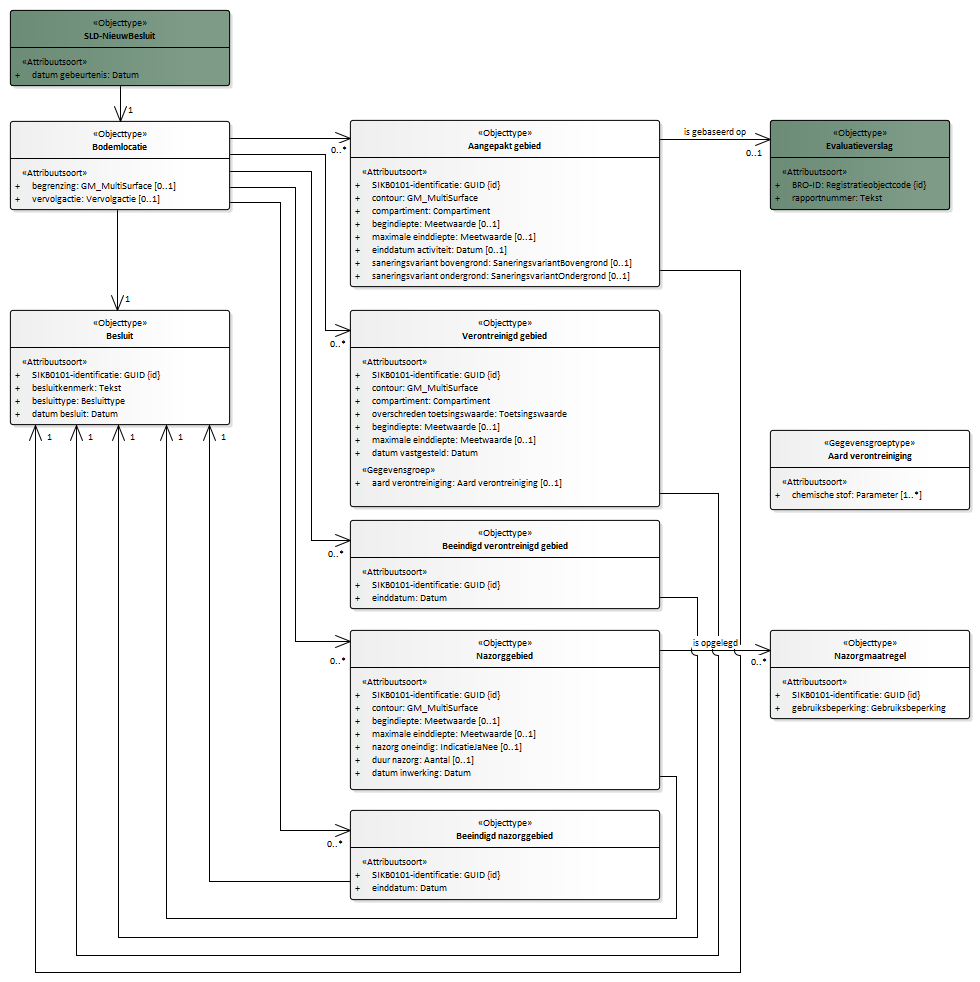 «Objecttype»
SLD-NieuwBesluit
«Attribuutsoort»
+ datum gebeurtenis: Datum
1
«Objecttype»
Bodemlocatie
«Attribuutsoort»
+ begrenzing: GM_MultiSurface [0..1]
+ vervolgactie: Vervolgactie [0..1]
1
«Objecttype»
Besluit
«Attribuutsoort»
+ SIKB0101-identificatie: GUID {id}
+ besluitkenmerk: Tekst
+ besluittype: Besluittype
+ datum besluit: Datum
1
1
1
1
1
0..*
«Objecttype»
Aangepakt gebied
«Attribuutsoort»
+ SIKB0101-identificatie: GUID {id}
+ contour: GM_MultiSurface
+ compartiment: Compartiment
+ begindiepte: Meetwaarde [0..1]
+ maximale einddiepte: Meetwaarde [0..1]
+ einddatum activiteit: Datum [0..1]
+ saneringsvariant bovengrond: SaneringsvariantBovengrond [0..1]
+ saneringsvariant ondergrond: SaneringsvariantOndergrond [0..1]
is gebaseerd op
0..1
«Objecttype»
Evaluatieverslag
«Attribuutsoort»
+ BRO-ID: Registratieobjectcode {id}
+ rapportnummer: Tekst
0..*
«Objecttype»
Verontreinigd gebied
«Attribuutsoort»
+ SIKB0101-identificatie: GUID {id}
+ contour: GM_MultiSurface
+ compartiment: Compartiment
+ overschreden toetsingswaarde: Toetsingswaarde
+ begindiepte: Meetwaarde [0..1]
+ maximale einddiepte: Meetwaarde [0..1]
+ datum vastgesteld: Datum
«Gegevensgroep»
+ aard verontreiniging: Aard verontreiniging [0..1]
«Gegevensgroeptype»
Aard verontreiniging
«Attribuutsoort»
+ chemische stof: Parameter [1..*]
0..*
«Objecttype»
Beeindigd verontreinigd gebied
«Attribuutsoort»
+ SIKB0101-identificatie: GUID {id}
+ einddatum: Datum
0..*
«Objecttype»
Nazorggebied
«Attribuutsoort»
+ SIKB0101-identificatie: GUID {id}
+ contour: GM_MultiSurface
+ begindiepte: Meetwaarde [0..1]
+ maximale einddiepte: Meetwaarde [0..1]
+ nazorg oneindig: IndicatieJaNee [0..1]
+ duur nazorg: Aantal [0..1]
+ datum inwerking: Datum
is opgelegd
0..*
«Objecttype»
Nazorgmaatregel
«Attribuutsoort»
+ SIKB0101-identificatie: GUID {id}
+ gebruiksbeperking: Gebruiksbeperking
0..*
«Objecttype»
Beeindigd nazorggebied
«Attribuutsoort»
+ SIKB0101-identificatie: GUID {id}
+ einddatum: Datum